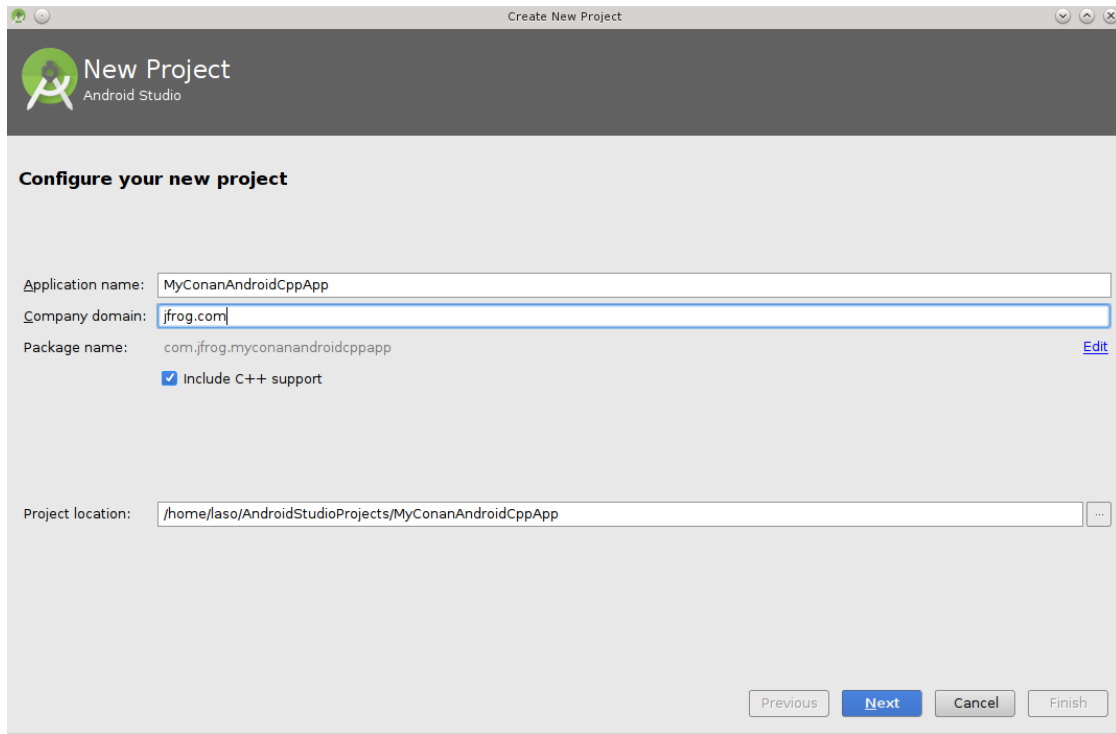 Create New Project
New Project
Android Studio
Configure your new project
Application name: MyConanAndroidCppApp
Company domain: jfrog.com
Package name: com.jfrog.myconanandroidcppapp Edit
Include C++ support
Project location: /home/laso/AndroidStudioProjects/MyConanAndroidCppApp ...
Previous Next Cancel Finish